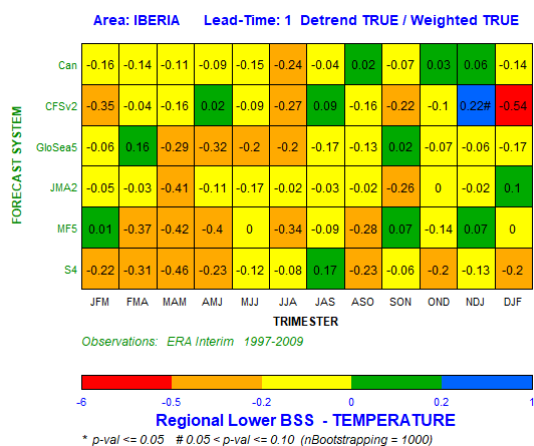 Area: IBERIA Lead-Time: 1 Detrend TRUE / Weighted TRUE
FORECAST SYSTEM
Can -0.16 -0.14 -0.11 -0.09 -0.15 -0.24 -0.04 0.02 -0.07 0.03 0.06 -0.14
CFSv2 -0.35 -0.04 -0.16 0.02 -0.09 -0.27 0.09 -0.16 -0.22 -0.1 0.22# -0.54
GloSea5 -0.06 0.16 -0.29 -0.32 -0.2 -0.2 -0.17 -0.13 0.02 -0.07 -0.06 -0.17
JMA2 -0.05 -0.03 -0.41 -0.11 -0.17 -0.02 -0.03 -0.02 -0.26 0 -0.02 0.1
MF5 0.01 -0.37 -0.42 -0.4 0 -0.34 -0.09 -0.28 0.07 -0.14 0.07 0
S4 -0.22 -0.31 -0.46 -0.23 -0.12 -0.08 0.17 -0.23 -0.06 -0.2 -0.13 -0.2
JFM FMA MAM AMJ MJJ JJA JAS ASO SON OND NDJ DJF
TRIMESTER
Observations: ERA Interim 1997-2009
-6 -0.5 -0.2 0 0.2 1
Regional Lower BSS - TEMPERATURE
* p-val <= 0.05 # 0.05 < p-val <= 0.10 (nBootstrapping = 1000)